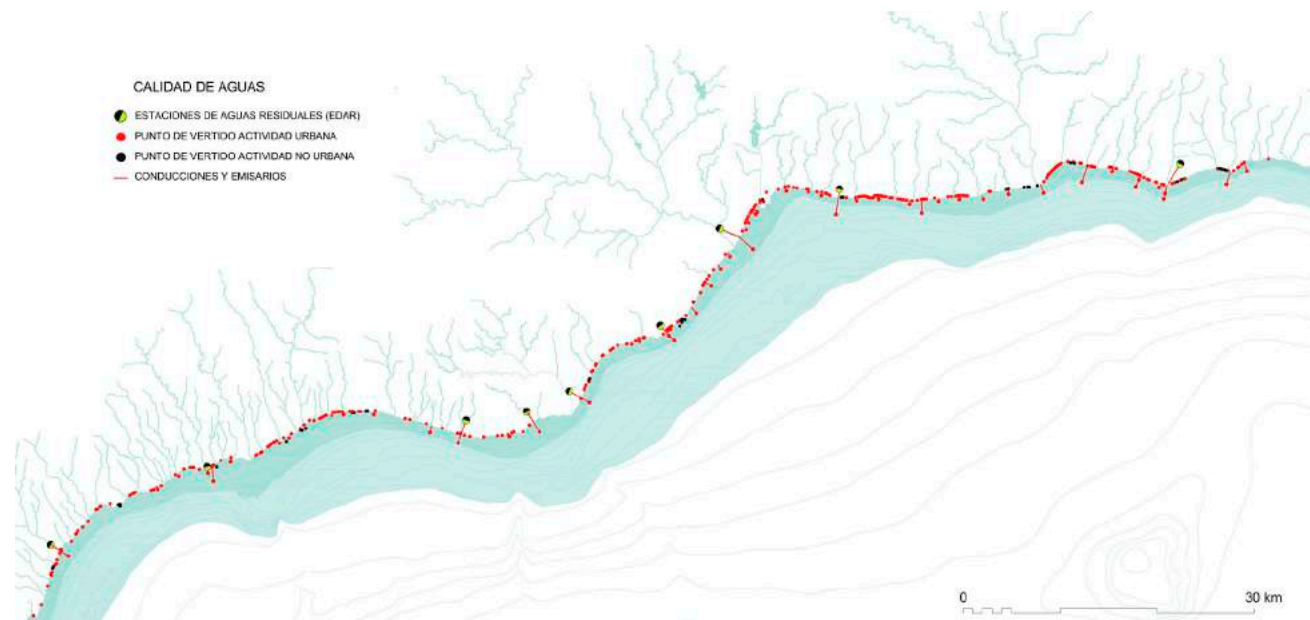 CALIDAD DE AGUAS
ESTACIONES DE AGUAS RESIDUALES (EDAR)
PUNTO DE VERTIDO ACTIVIDAD URBANA
PUNTO DE VERTIDO ACTIVIDAD NO URBANA
CONDUCCIONES Y EMISARIOS
0 30 km